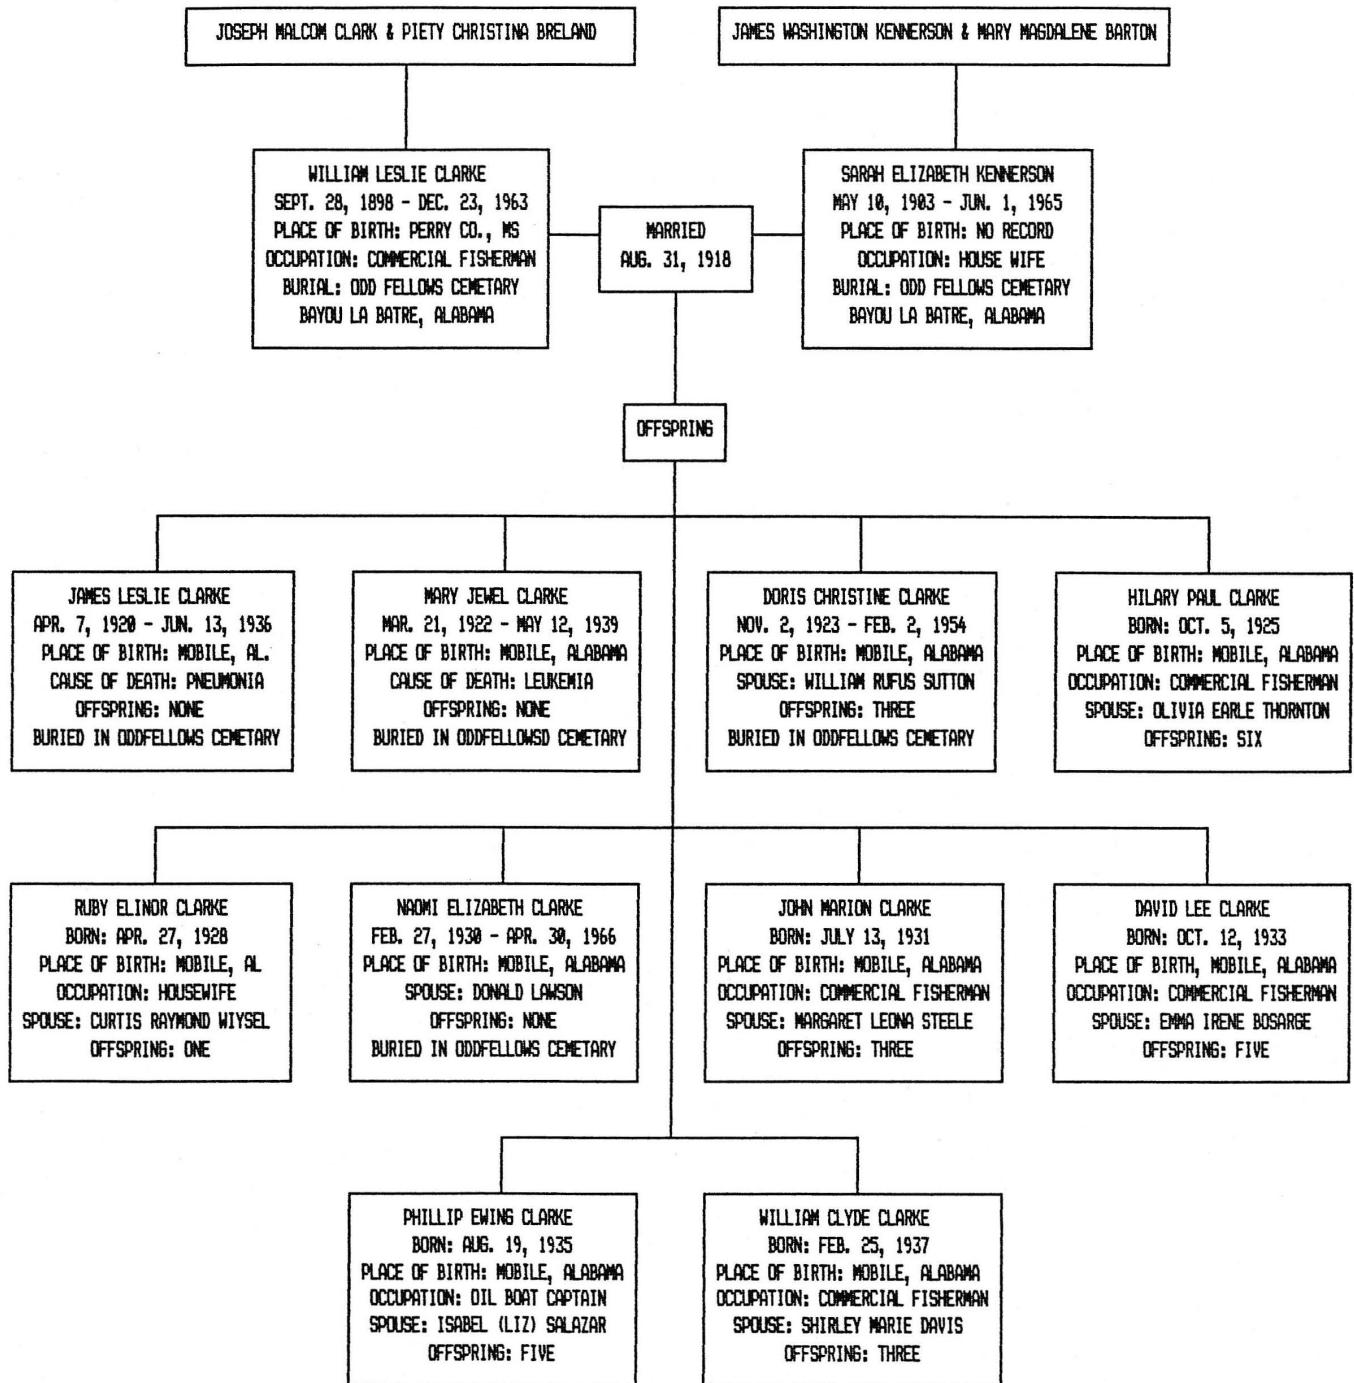 JOSEPH MALCOM CLARK & PIETY CHRISTINA BRELAND
JAMES WASHINGTON KENNERSON & MARY MAGDALENE BARTON
WILLIAM LESLIE CLARKE
SEPT. 28, 1898 - DEC. 23, 1963
PLACE OF BIRTH: PERRY CO., MS
OCCUPATION: COMMERCIAL FISHERMAN
BURIAL: ODD FELLOWS CEMETARY
BAYOU LA BATRE, ALABAMA
MARRIED
AUG. 31, 1918
SARAH ELIZABETH KENNERSON
MAY 10, 1903 - JUN. 1, 1965
PLACE OF BIRTH: NO RECORD
OCCUPATION: HOUSE WIFE
BURIAL: ODD FELLOWS CEMETARY
BAYOU LA BATRE, ALABAMA
OFFSPRING
JAMES LESLIE CLARKE
APR. 7, 1920 - JUN. 13, 1936
PLACE OF BIRTH: MOBILE, AL.
CAUSE OF DEATH: PNEUMONIA
OFFSPRING: NONE
BURIED IN ODDFELLOWS CEMETARY
MARY JEWEL CLARKE
MAR. 21, 1922 - MAY 12, 1939
PLACE OF BIRTH: MOBILE, ALABAMA
CAUSE OF DEATH: LEUKEMIA
OFFSPRING: NONE
BURIED IN ODDFELLOWSD CEMETARY
DORIS CHRISTINE CLARKE
NOV. 2, 1923 - FEB. 2, 1954
PLACE OF BIRTH: MOBILE, ALABAMA
SPOUSE: WILLIAM RUFUS SUTTON
OFFSPRING: THREE
BURIED IN ODDFELLOWS CEMETARY
HILARY PAUL CLARKE
BORN: OCT. 5, 1925
PLACE OF BIRTH: MOBILE, ALABAMA
OCCUPATION: COMMERCIAL FISHERMAN
SPOUSE: OLIVIA EARLE THORNTON
OFFSPRING: SIX
RUBY ELINOR CLARKE
BORN: APR. 27, 1928
PLACE OF BIRTH: MOBILE, AL
OCCUPATION: HOUSEWIFE
SPOUSE: CURTIS RAYMOND WIYSEL
OFFSPRING: ONE
NAOMI ELIZABETH CLARKE
FEB. 27, 1930 - APR. 30, 1966
PLACE OF BIRTH: MOBILE, ALABAMA
SPOUSE: DONALD LAWSON
OFFSPRING: NONE
BURIED IN ODDFELLOWS CEMETARY
JOHN MARION CLARKE
BORN: JULY 13, 1931
PLACE OF BIRTH: MOBILE, ALABAMA
OCCUPATION: COMMERCIAL FISHERMAN
SPOUSE: MARGARET LEONA STEELE
OFFSPRING: THREE
DAVID LEE CLARKE
BORN: OCT. 12, 1933
PLACE OF BIRTH, MOBILE, ALABAMA
OCCUPATION: COMMERCIAL FISHERMAN
SPOUSE: EMMA IRENE BOSARGE
OFFSPRING: FIVE
PHILLIP EWING CLARKE
BORN: AUG. 19, 1935
PLACE OF BIRTH: MOBILE, ALABAMA
OCCUPATION: OIL BOAT CAPTAIN
SPOUSE: ISABEL (LIZ) SALAZAR
OFFSPRING: FIVE
WILLIAM CLYDE CLARKE
BORN: FEB. 25, 1937
PLACE OF BIRTH: MOBILE, ALABAMA
OCCUPATION: COMMERCIAL FISHERMAN
SPOUSE: SHIRLEY MARIE DAVIS
OFFSPRING: THREE